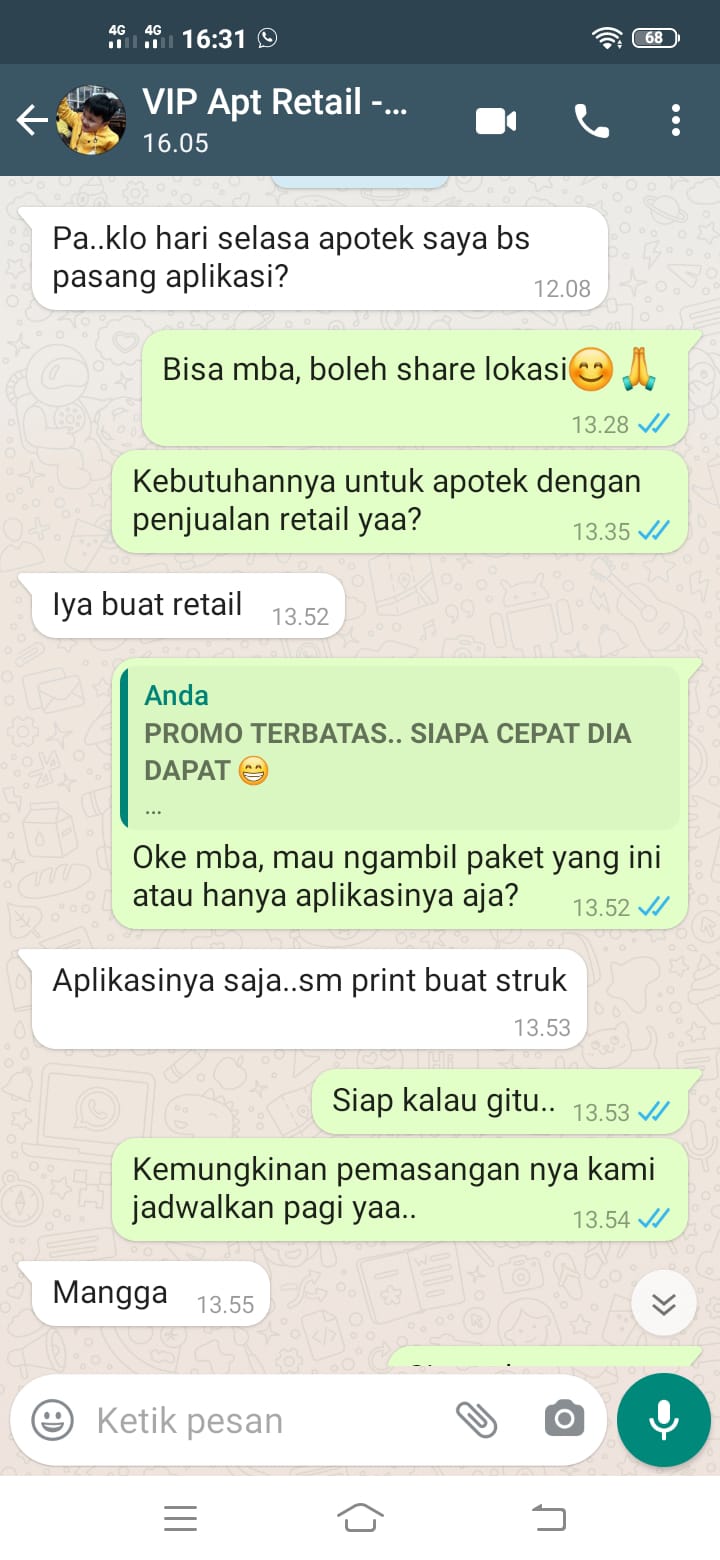 4G 4G 16:31 68
VIP Apt Retail -...
16.05
Pa..klo hari selasa apotek saya bs
pasang aplikasi?
12.08
Bisa mba, boleh share lokasi😊🙏
13.28
Kebutuhannya untuk apotek dengan
penjualan retail yaa?
13.35
Iya buat retail
13.52
Anda
PROMO TERBATAS.. SIAPA CEPAT DIA
DAPAT 😁
...
Oke mba, mau ngambil paket yang ini
atau hanya aplikasinya aja?
13.52
Aplikasinya saja..sm print buat struk
13.53
Siap kalau gitu..
13.53
Kemungkinan pemasangan nya kami
jadwalkan pagi yaa..
13.54
Mangga
13.55
Ketik pesan